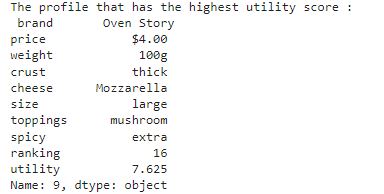 The profile that has the highest utility score :
brand Oven Story
price $4.00
weight 100g
crust thick
cheese Mozzarella
size large
toppings mushroom
spicy extra
ranking 16
utility 7.625
Name: 9, dtype: object